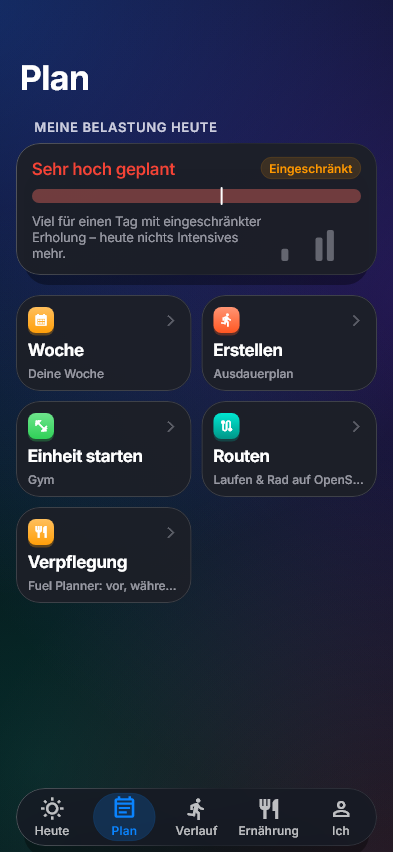 Plan
MEINE BELASTUNG HEUTE
Sehr hoch geplant
Eingeschränkt
Viel für einen Tag mit eingeschränkter
Erholung – heute nichts Intensives
mehr.
Woche
Deine Woche
Erstellen
Ausdauerplan
Einheit starten
Gym
Routen
Laufen & Rad auf OpenS...
Verpflegung
Fuel Planner: vor, währe...
Heute
Plan
Verlauf
Ernährung
Ich